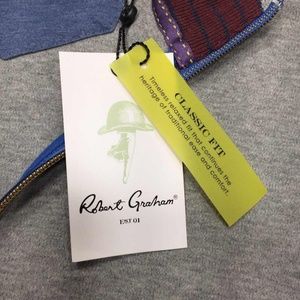 Robert Graham®
EST 01
CLASSIC FIT
Timeless relaxed fit that continues the
heritage of traditional ease and comfort.